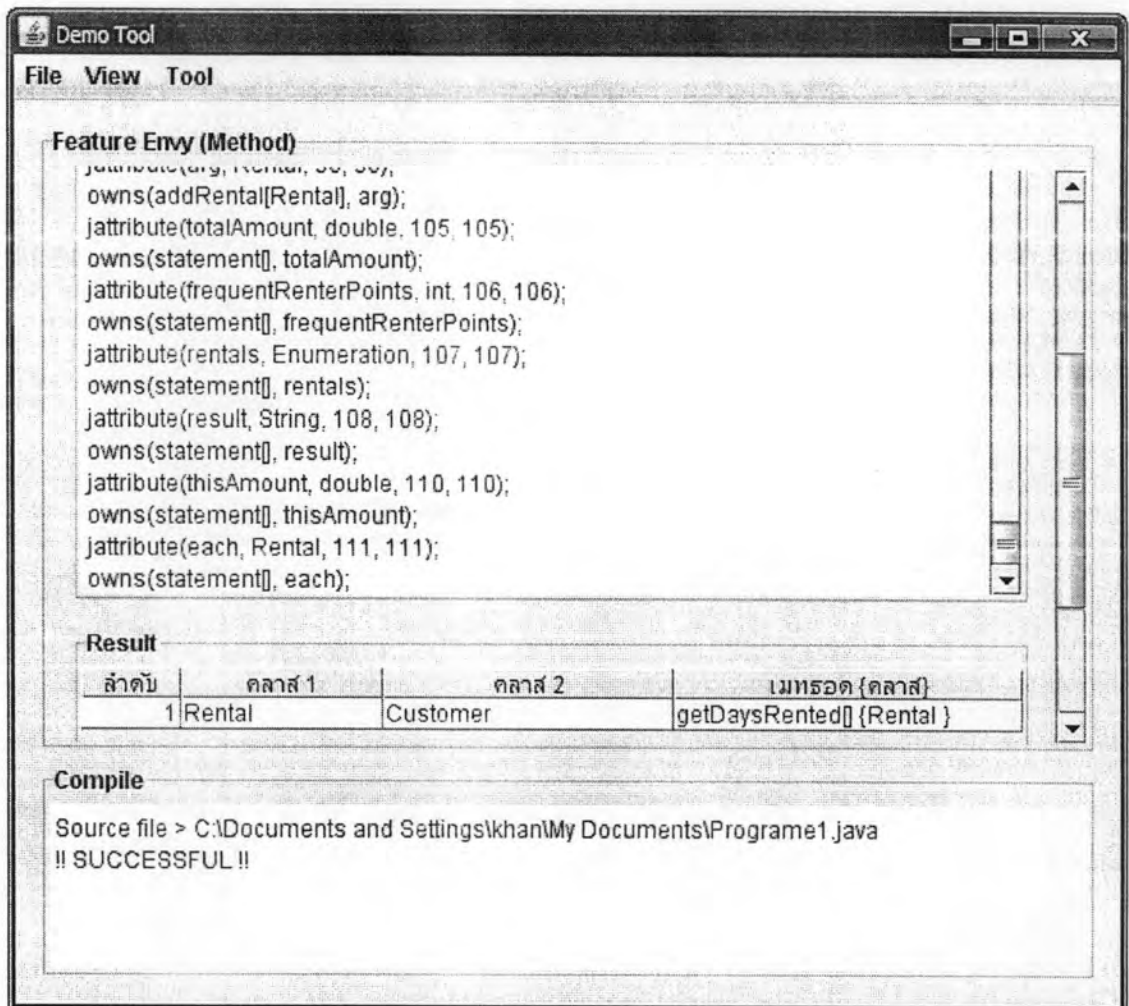 Demo Tool
File View Tool
Feature Envy (Method)
jattribute(arg, Rental,
owns(addRental[Rental], arg);
jattribute(totalAmount, double, 105, 105);
owns(statement[], totalAmount);
jattribute(frequentRenterPoints, int, 106, 106);
owns(statement[], frequentRenterPoints);
jattribute(rentals, Enumeration, 107, 107);
owns(statement[], rentals);
jattribute(result, String, 108, 108);
owns(statement[], result);
jattribute(thisAmount, double, 110, 110);
owns(statement[], thisAmount);
jattribute(each, Rental, 111, 111);
owns(statement[], each);
Result
ลำดับ คลาส 1 คลาส 2 เมทธอด {คลาส}
1 Rental Customer getDaysRented[] {Rental }
Compile
Source file > C:\Documents and Settings\khan\My Documents\Programe1.java
!! SUCCESSFUL !!